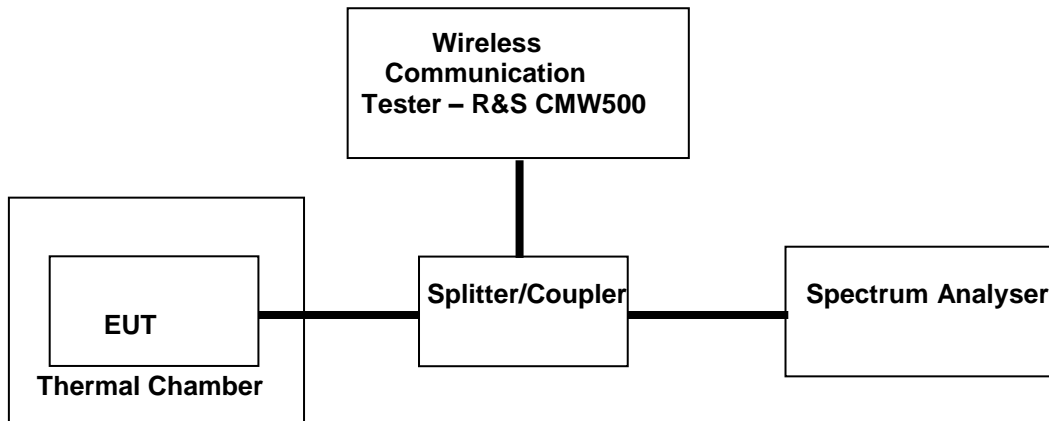 Wireless
Communication
Tester – R&S CMW500
Splitter/Coupler
Spectrum Analyser
EUT
Thermal Chamber